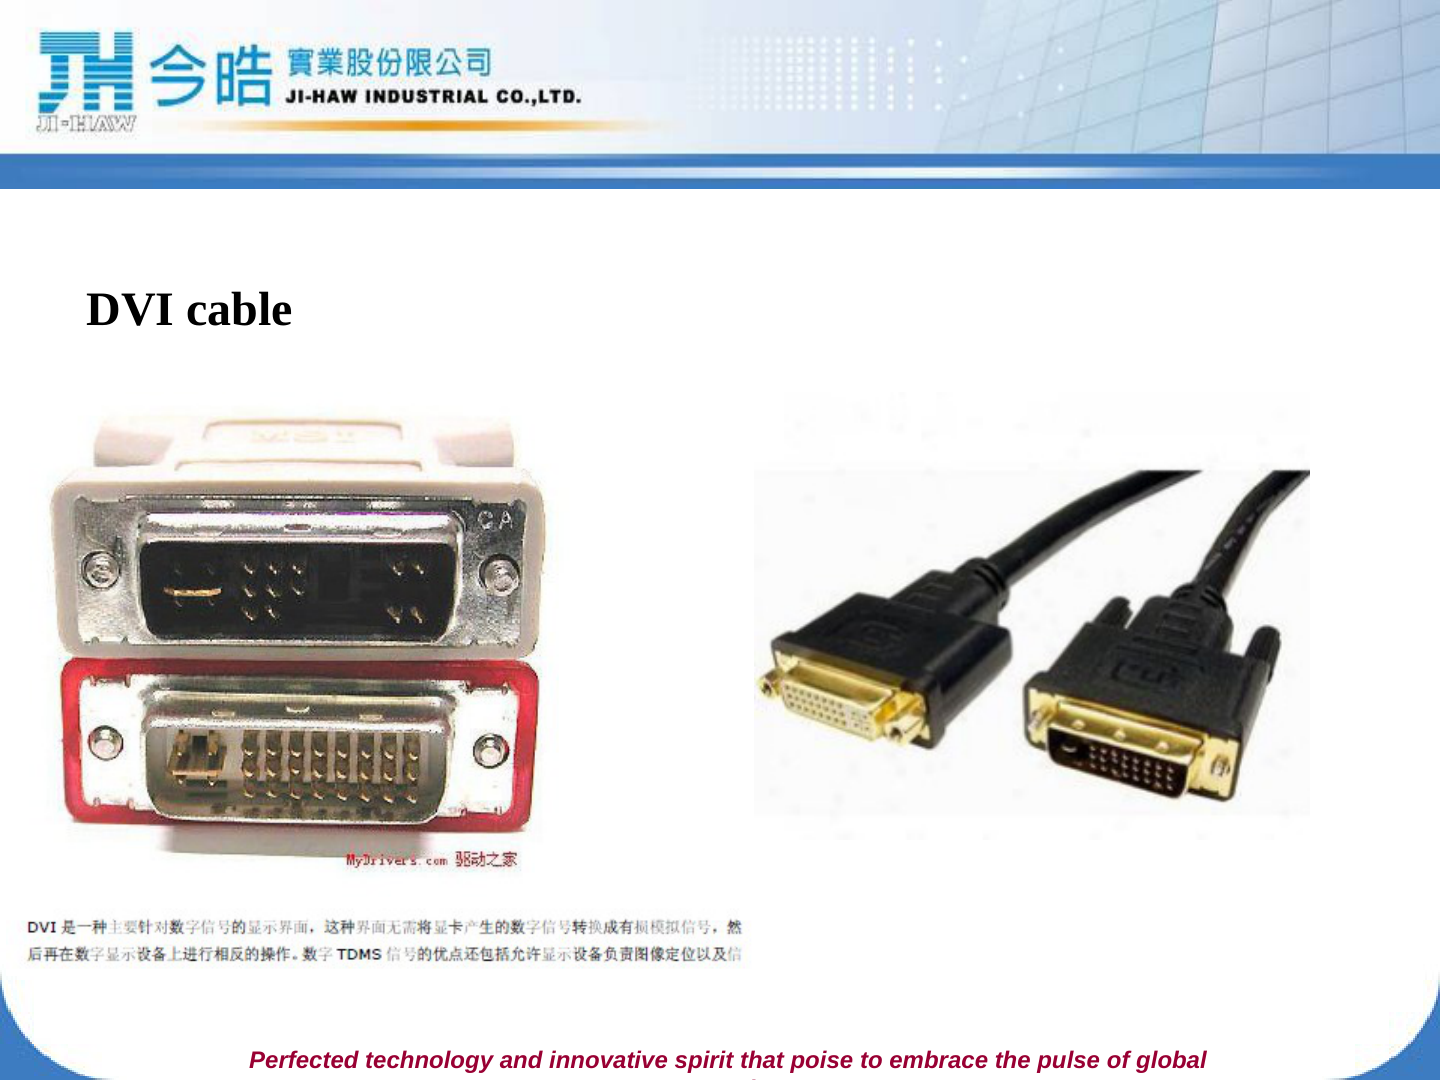 今皓 實業股份限公司
JI-HAW INDUSTRIAL CO.,LTD.
JI-HAW
DVI cable
CA
MyDrivers.com 驱动之家
DVI 是一种主要针对数字信号的显示界面，这种界面无需将显卡产生的数字信号转换成有损模拟信号，然
后再在数字显示设备上进行相反的操作。数字 TDMS 信号的优点还包括允许显示设备负责图像定位以及信
Perfected technology and innovative spirit that poise to embrace the pulse of global